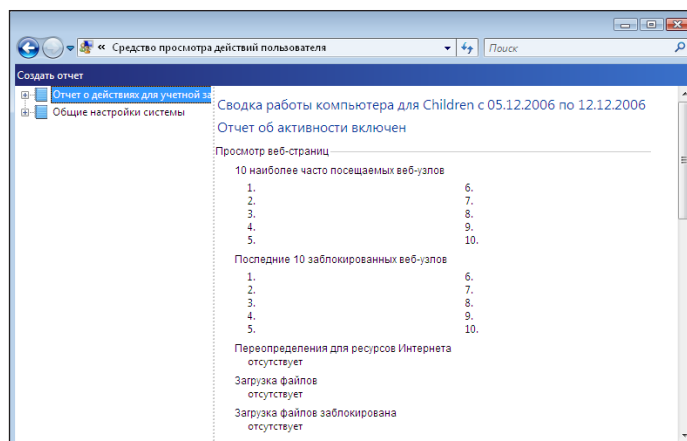 « Средство просмотра действий пользователя
Поиск
Создать отчет
Отчет о действиях для учетной за
Общие настройки системы
Сводка работы компьютера для Children с 05.12.2006 по 12.12.2006
Отчет об активности включен
Просмотр веб-страниц
10 наиболее часто посещаемых веб-узлов
1. 6.
2. 7.
3. 8.
4. 9.
5. 10.
Последние 10 заблокированных веб-узлов
1. 6.
2. 7.
3. 8.
4. 9.
5. 10.
Переопределения для ресурсов Интернета
отсутствует
Загрузка файлов
отсутствует
Загрузка файлов заблокирована
отсутствует